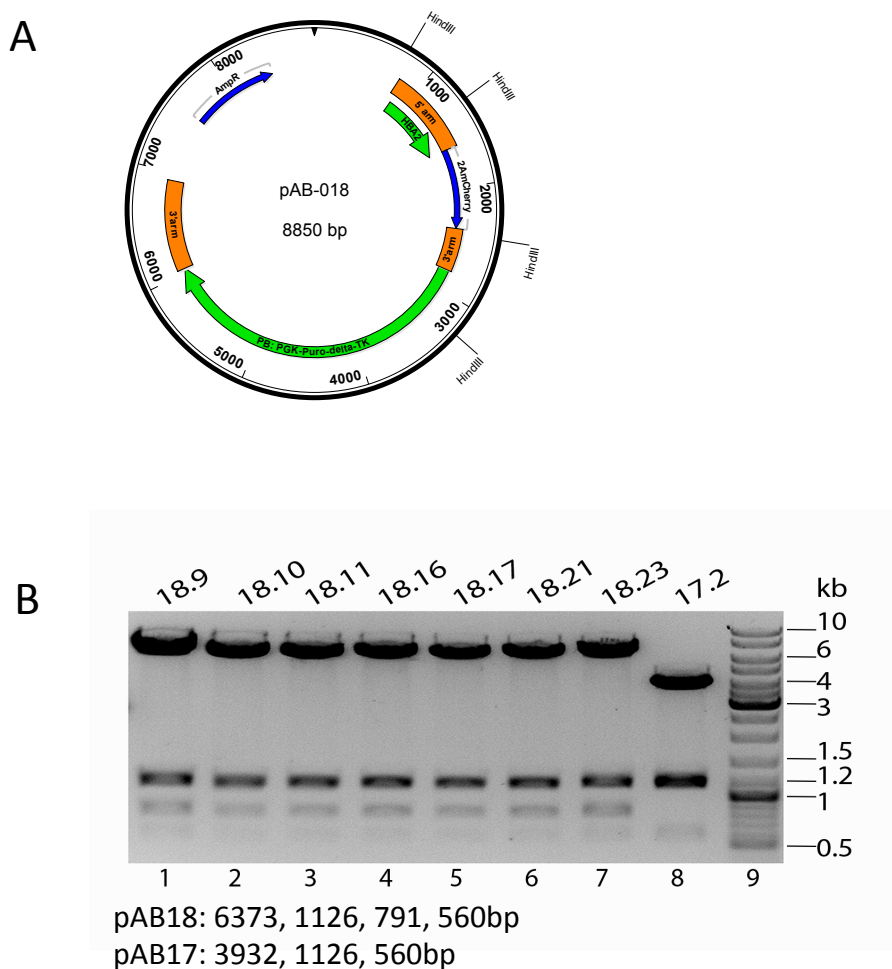 A
HindIII
8000
AmpR
1000
HindIII
5' arm
HBA2
7000
2AmCherry
2000
pAB-018
8850 bp
3'arm
3'arm
HindIII
6000
3000
PB: PGK-Puro-delta-TK
5000
4000
HindIII
B
18.9 18.10 18.11 18.16 18.17 18.21 18.23 17.2 kb
10
6
4
3
1.5
1.2
1
0.5
1 2 3 4 5 6 7 8 9
pAB18: 6373, 1126, 791, 560bp
pAB17: 3932, 1126, 560bp